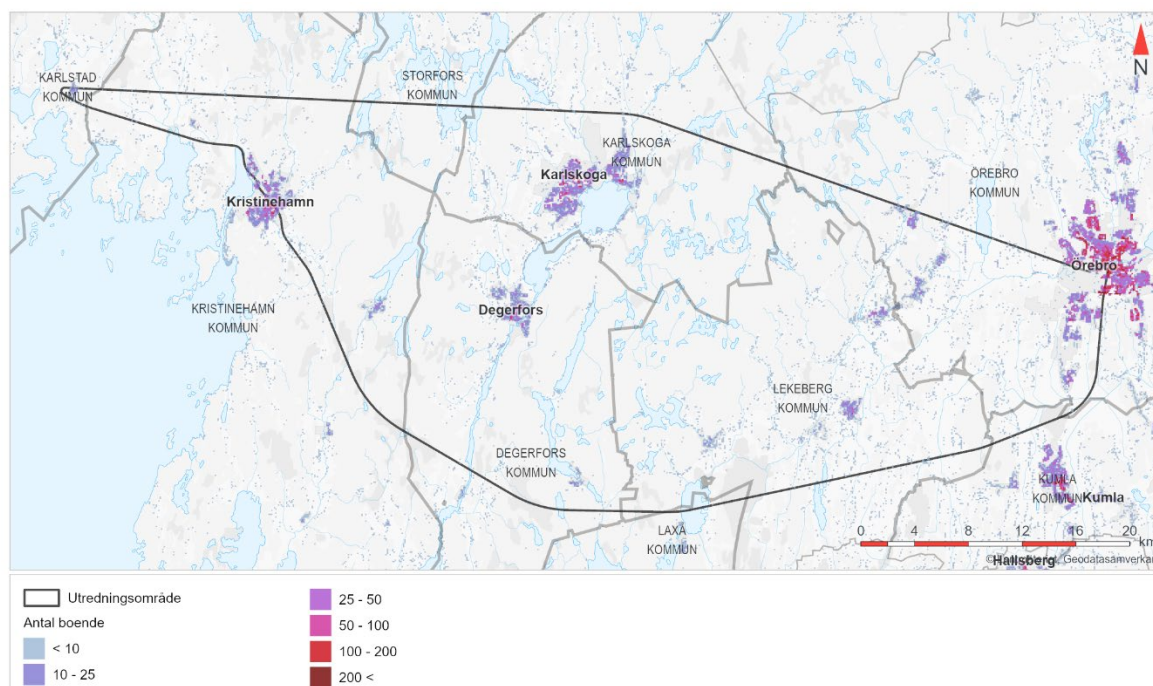 KARLSTAD
KOMMUN
STORFORS
KOMMUN
N
KARLSKOGA
KOMMUN
Karlskoga
ÖREBRO
KOMMUN
Kristinehamn
Örebro
KRISTINEHAMN
KOMMUN
Degerfors
LEKEBERG
KOMMUN
DEGERFORS
KOMMUN
KUMLA
KOMMUN
Kumla
LAXÅ
KOMMUN
0 4 8 12 16 20
km
Hallsberg
Geodatasamverkan
Utredningsområde
Antal boende
< 10
10 - 25
25 - 50
50 - 100
100 - 200
200 <